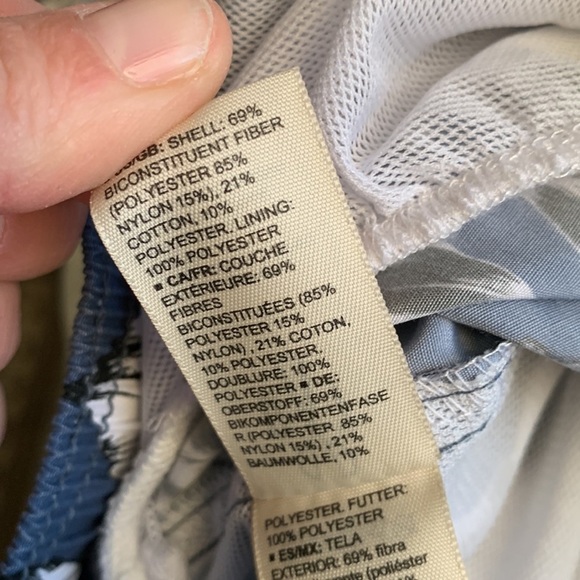 /GB: SHELL: 69%
BICONSTITUENT FIBER
(POLYESTER 85%
NYLON 15%), 21%
COTTON, 10%
POLYESTER. LINING:
100% POLYESTER
■ CA/FR: COUCHE
EXTÉRIEURE: 69%
FIBRES
BICONSTITUÉES (85%
POLYESTER 15%
NYLON), 21% COTON,
10% POLYESTER.
DOUBLURE: 100%
POLYESTER ■ DE:
OBERSTOFF: 69%
BIKOMPONENTENFASE
R (POLYESTER 85%
NYLON 15%), 21%
BAUMWOLLE, 10%
POLYESTER. FUTTER:
100% POLYESTER
■ ES/MX: TELA
EXTERIOR: 69% fibra
(poliéster